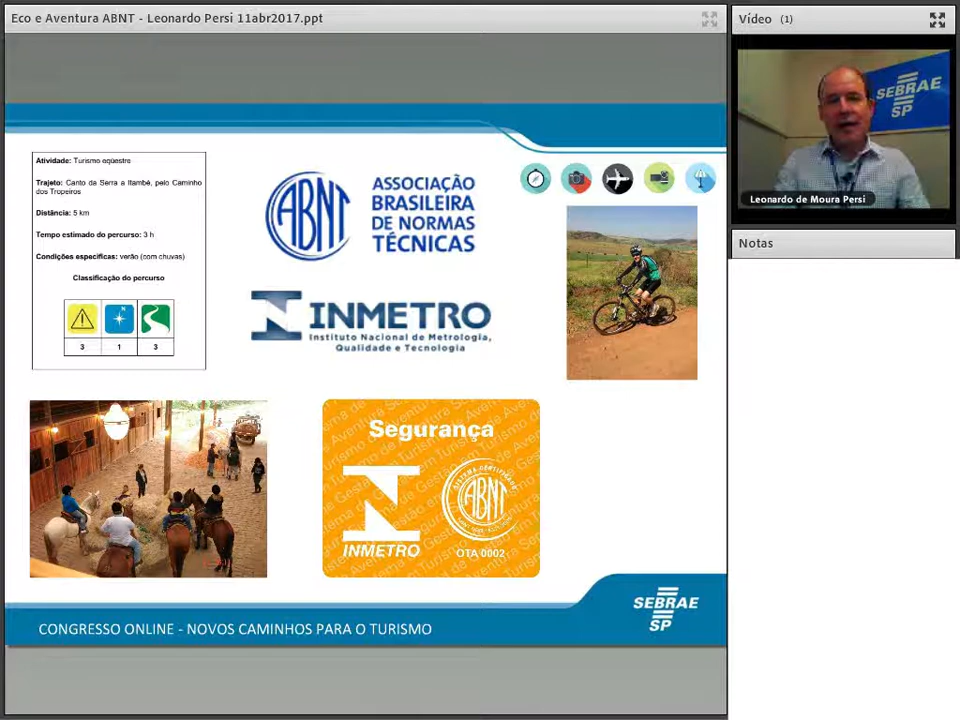 Eco e Aventura ABNT - Leonardo Persi 11abr2017.ppt
Vídeo (1)
SEBRAE
SP
Leonardo de Moura Persi
Notas
Atividade: Turismo eqüestre
Trajeto: Canto da Serra a Itambé, pelo Caminho
dos Tropeiros
Distância: 5 km
Tempo estimado do percurso: 3 h
Condições específicas: verão (com chuvas)
Classificação do percurso
N
3 1 3
ABNT
ASSOCIAÇÃO
BRASILEIRA
DE NORMAS
TÉCNICAS
INMETRO
Instituto Nacional de Metrologia,
Qualidade e Tecnologia
Segurança
INMETRO
SISTEMA CERTIFICADO
ABNT
OTA 0002
CONGRESSO ONLINE - NOVOS CAMINHOS PARA O TURISMO
SEBRAE
SP